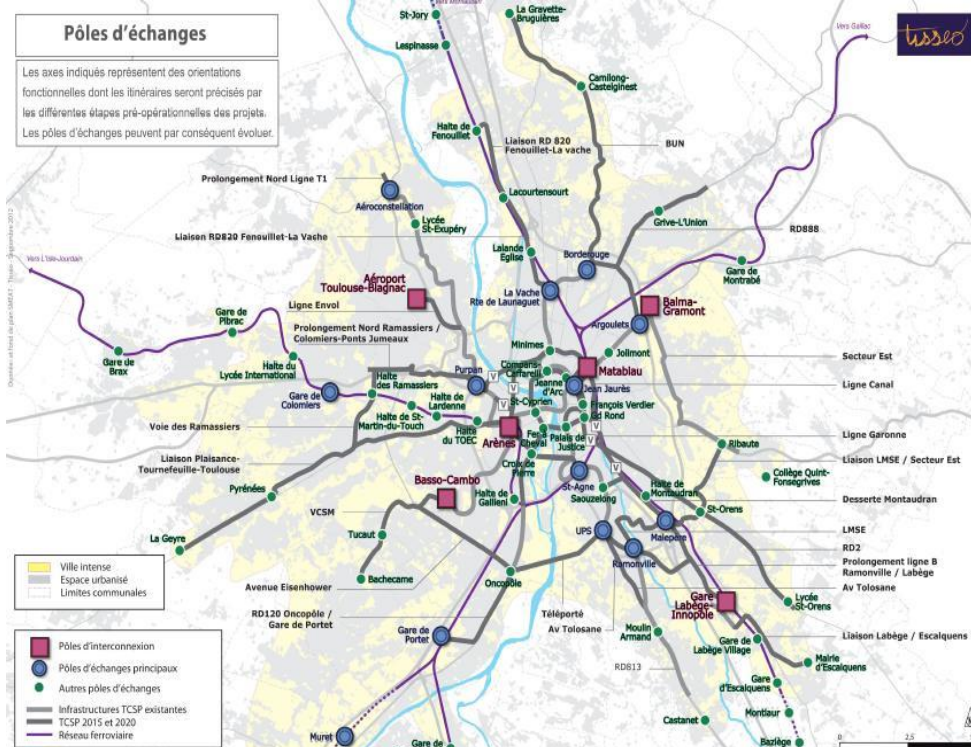 Pôles d'échanges
Les axes indiqués représentent des orientations
fonctionnelles dont les itinéraires seront précisés par
les différentes étapes pré-opérationnelles des projets.
Les pôles d'échanges peuvent par conséquent évoluer.
tisséo
Vers Gaillac
St-Jory
Lespinasse
La Gravette-
Bruguières
Camilong-
Castelginest
Halte de
Fenouillet
Liaison RD 820
Fenouillet-La vache
BUN
Prolongement Nord Ligne T1
Aéroconstellation
Lycée
St-Exupéry
Lacourtensourt
Grive-L'Union
RD888
Liaison RD820 Fenouillet-La Vache
Lalande
Eglise
Borderouge
Gare de
Montrabé
Vers L'Isle-Jourdain
Aéroport
Toulouse-Blagnac
La Vache
Rte de Launaguet
Balma-
Gramont
Ligne Envol
Argoulets
Gare de
Pibrac
Prolongement Nord Ramassiers /
Colomiers-Ponts Jumeaux
Minimes
Jolimont
Secteur Est
Gare de
Brax
Halte du
Lycée International
Halte
des Ramassiers
Purpan
Compans-
Caffarelli
Matabiau
Jeanne
d'Arc
Jean Jaurès
Ligne Canal
Gare de
Colomiers
Halte de
Lardenne
St-Cyprien
François Verdier
Gd Rond
Halte de St-
Martin-du-Touch
Voie des Ramassiers
Halte
du TOEC
Arènes
Fer à
Cheval
Palais de
Justice
Ligne Garonne
Ribaute
Croix de
Pierre
Liaison LMSE / Secteur Est
Liaison Plaisance-
Tournefeuille-Toulouse
Basso-Cambo
St-Agne
Collège Quint-
Fonsegrives
Pyrénées
Halte de
Gallieni
Saouzelong
Halte de
Montaudran
Desserte Montaudran
St-Orens
VCSM
UPS
Malepère
LMSE
La Geyre
Tucaut
Ramonville
RD2
Prolongement ligne B
Ramonville / Labège
Bachecame
Avenue Eisenhower
Oncopôle
Av Tolosane
Gare
Labège-
Innopole
Lycée
St-Orens
RD120 Oncopôle /
Gare de Portet
Téléporté
Av Tolosane
Moulin
Armand
Gare de
Portet
Gare de
Labège Village
Liaison Labège / Escalquens
Mairie
d'Escalquens
RD813
Gare
d'Escalquens
Castanet
Montlaur
Muret
Gare de
Baziège
Ville intense
Espace urbanisé
Limites communales
Pôles d'interconnexion
Pôles d'échanges principaux
Autres pôles d'échanges
Infrastructures TCSP existantes
TCSP 2015 et 2020
Réseau ferroviaire
0 2,5